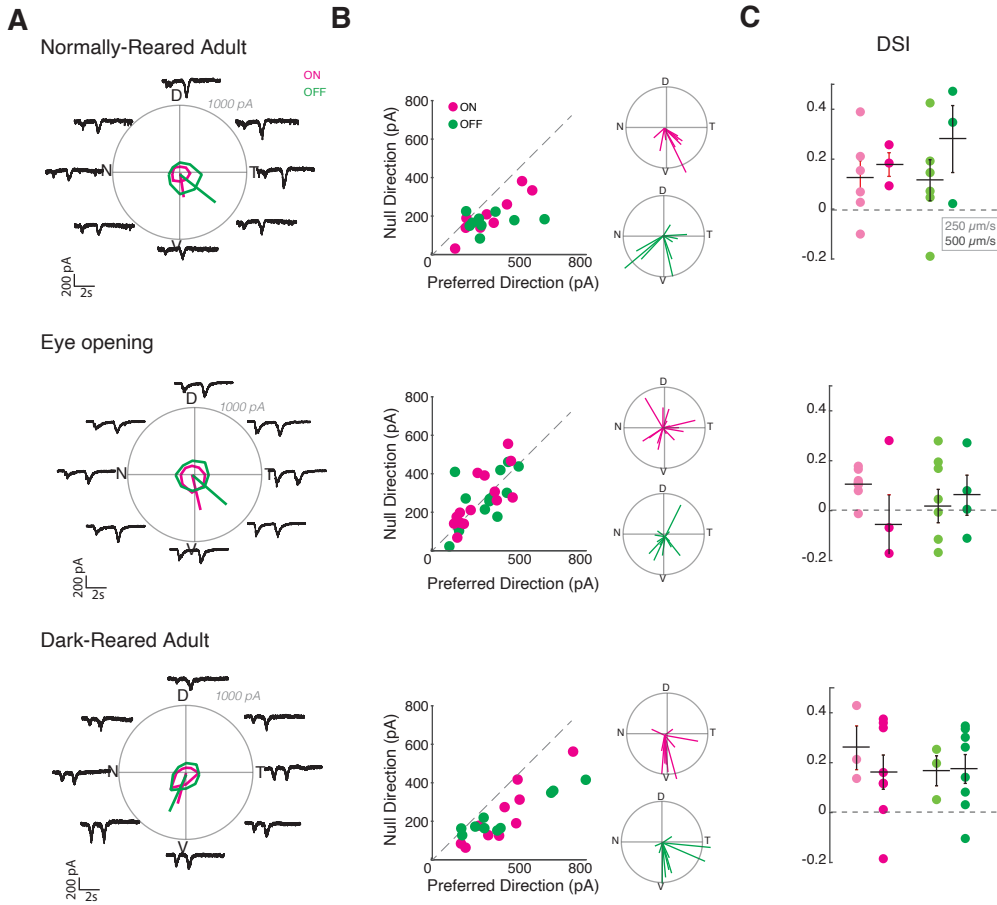 A
B
C
Normally-Reared Adult
DSI
ON
OFF
D
1000 pA
N
T
V
200 pA
2s
800
600
400
200
0
500
800
ON
OFF
Null Direction (pA)
Preferred Direction (pA)
D
N
T
V
D
N
T
V
0.4
0.2
0
-0.2
250 µm/s
500 µm/s
Eye opening
D
1000 pA
N
T
V
200 pA
2s
800
600
400
200
0
500
800
Null Direction (pA)
Preferred Direction (pA)
D
N
T
V
D
N
T
V
0.4
0.2
0
-0.2
Dark-Reared Adult
D
1000 pA
N
T
V
200 pA
2s
800
600
400
200
0
500
800
Null Direction (pA)
Preferred Direction (pA)
D
N
T
V
D
N
T
V
0.4
0.2
0
-0.2